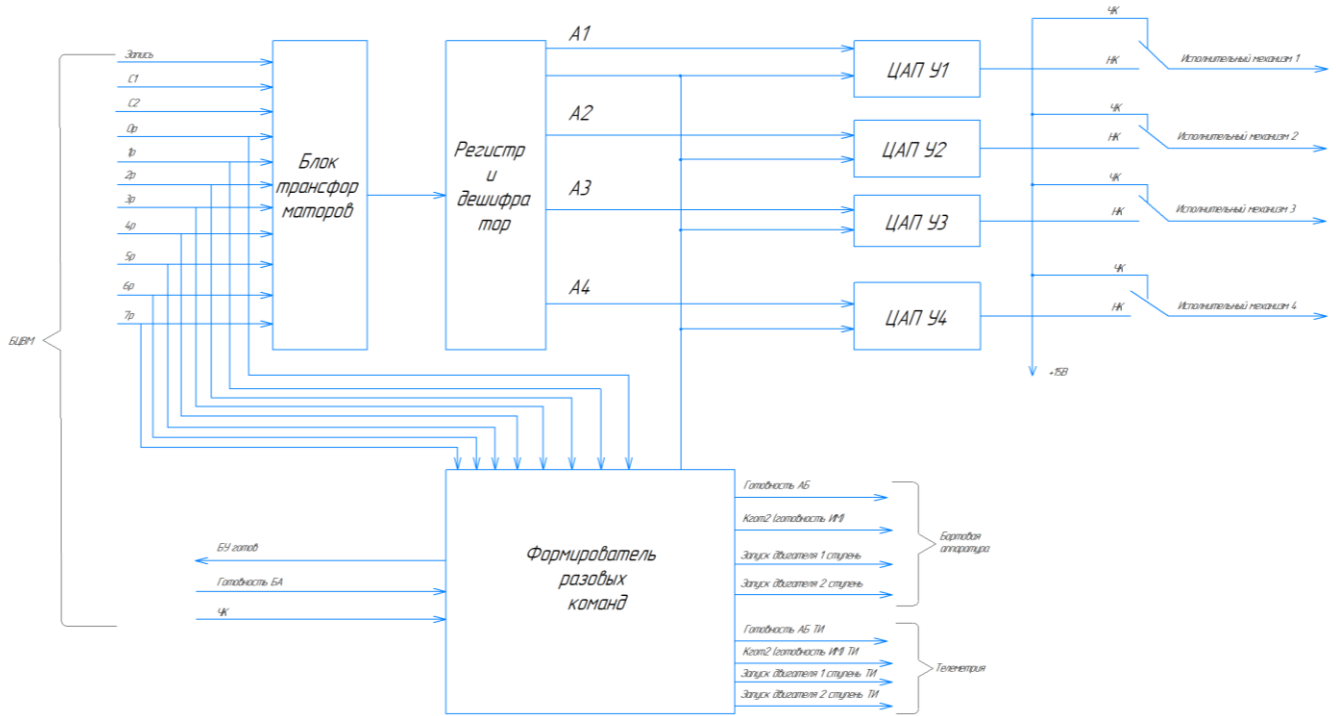 БЦВМ
Запись
С1
С2
0р
1р
2р
3р
4р
5р
6р
7р
Блок
трансфор
маторов
Регистр
и
дешифра
тор
А1
А2
А3
А4
ЦАП У1
ЦАП У2
ЦАП У3
ЦАП У4
ЧК
НК
Исполнительный механизм 1
ЧК
НК
Исполнительный механизм 2
ЧК
НК
Исполнительный механизм 3
ЧК
НК
Исполнительный механизм 4
+15В
БУ готов
Готовность БА
ЧК
Формирователь
разовых
команд
Готовность АБ
Кгот2 (готовность ИМ)
Запуск двигателя 1 ступень
Запуск двигателя 2 ступень
Бортовая
аппаратура
Готовность АБ ТИ
Кгот2 (готовность ИМ) ТИ
Запуск двигателя 1 ступень ТИ
Запуск двигателя 2 ступень ТИ
Телеметрия